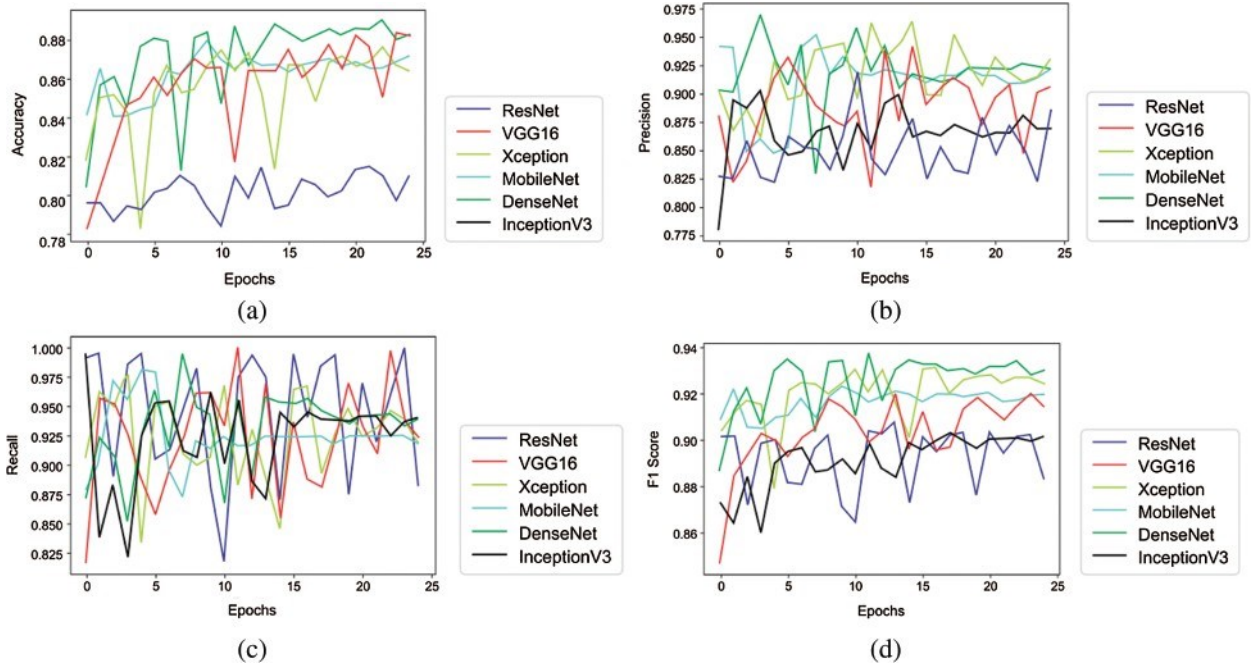 0.88
0.86
0.84
0.82
0.80
0.78
Accuracy
0 5 10 15 20 25
Epochs
ResNet
VGG16
Xception
MobileNet
DenseNet
InceptionV3
(a)
0.975
0.950
0.925
0.900
0.875
0.850
0.825
0.800
0.775
Precision
0 5 10 15 20 25
Epochs
ResNet
VGG16
Xception
MobileNet
DenseNet
InceptionV3
(b)
1.000
0.975
0.950
0.925
0.900
0.875
0.850
0.825
Recall
0 5 10 15 20 25
Epochs
ResNet
VGG16
Xception
MobileNet
DenseNet
InceptionV3
(c)
0.94
0.92
0.90
0.88
0.86
F1 Score
0 5 10 15 20 25
Epochs
ResNet
VGG16
Xception
MobileNet
DenseNet
InceptionV3
(d)